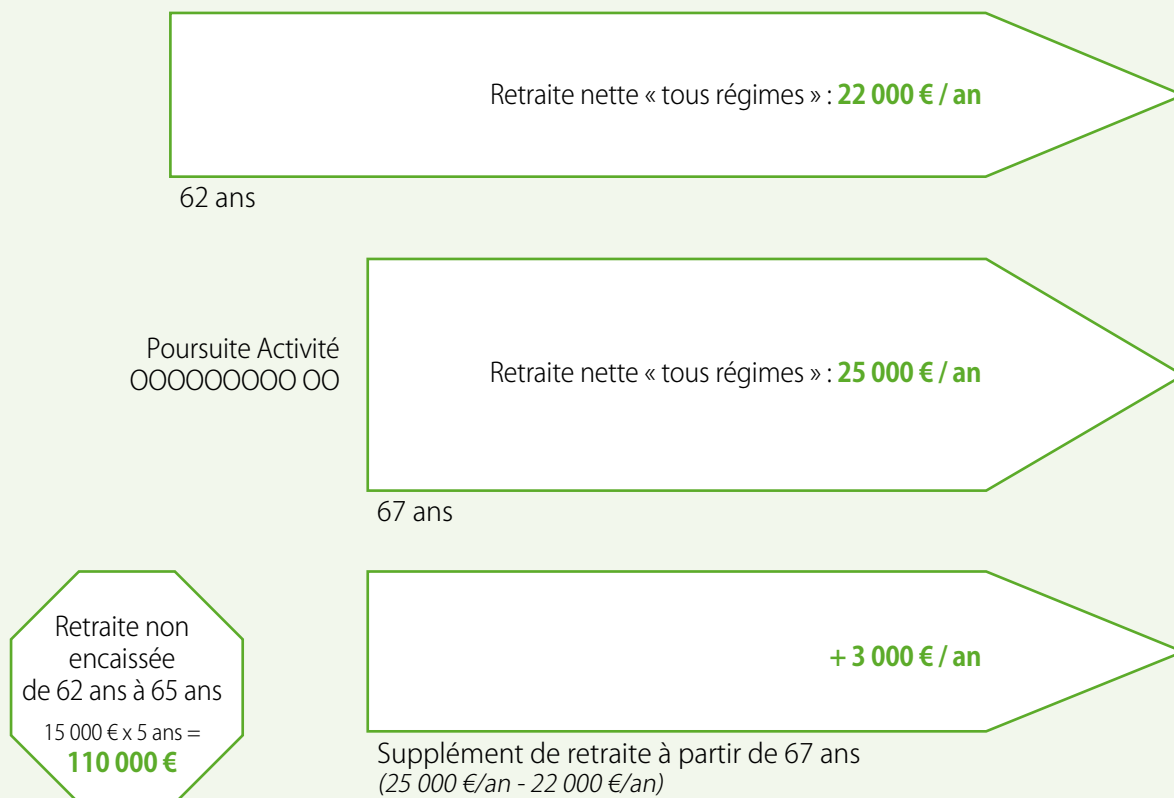 Retraite nette « tous régimes » : 22 000 € / an
62 ans
Poursuite Activité
OOOOOOOOO OO
Retraite nette « tous régimes » : 25 000 € / an
67 ans
Retraite non
encaissée
de 62 ans à 65 ans
15 000 € x 5 ans =
110 000 €
+ 3 000 € / an
Supplément de retraite à partir de 67 ans
(25 000 €/an - 22 000 €/an)